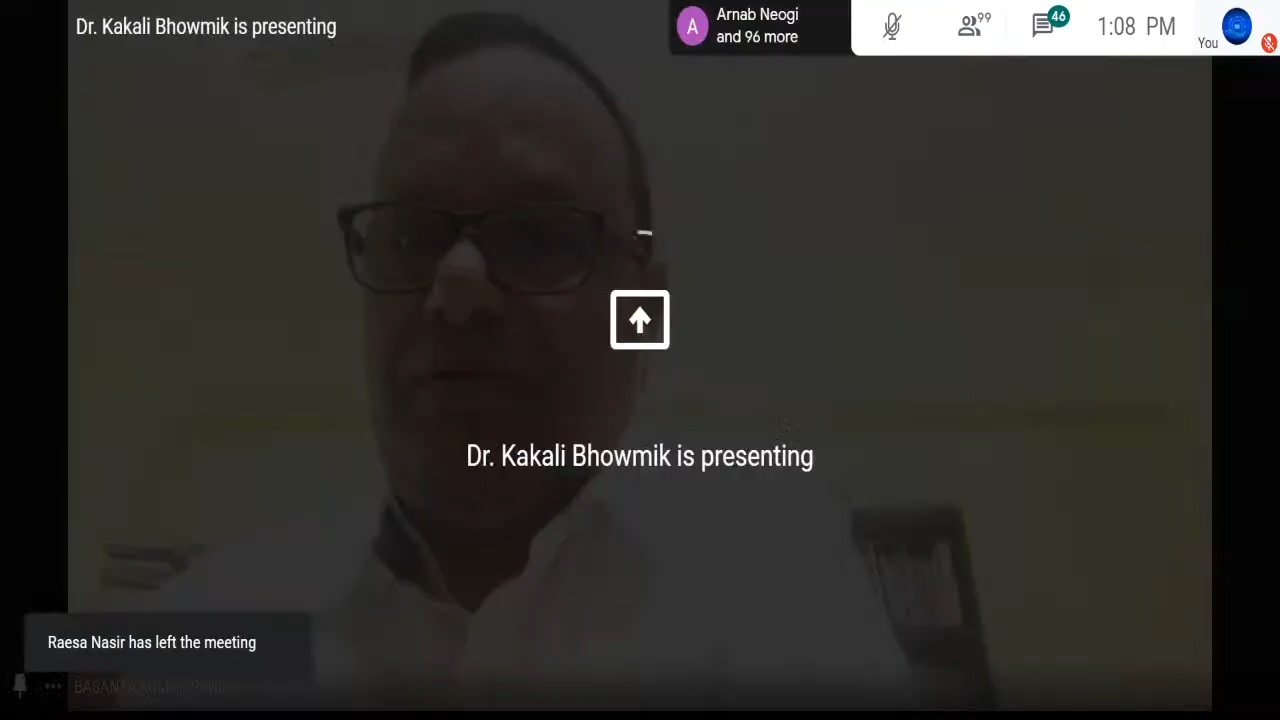 Dr. Kakali Bhowmik is presenting
A
Arnab Neogi
and 96 more
99
46
1:08 PM
You
Dr. Kakali Bhowmik is presenting
Raesa Nasir has left the meeting